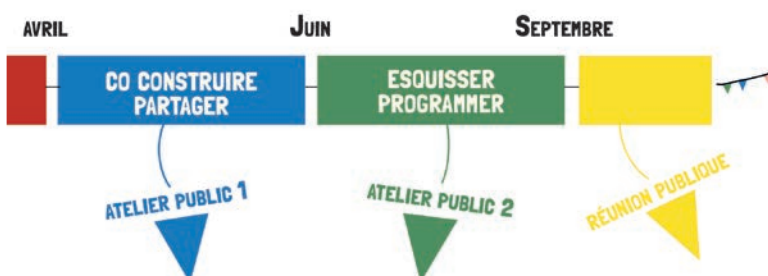 AVRIL
JUIN
SEPTEMBRE
CO CONSTRUIRE
PARTAGER
ESQUISSER
PROGRAMMER
ATELIER PUBLIC 1
ATELIER PUBLIC 2
RÉUNION PUBLIQUE